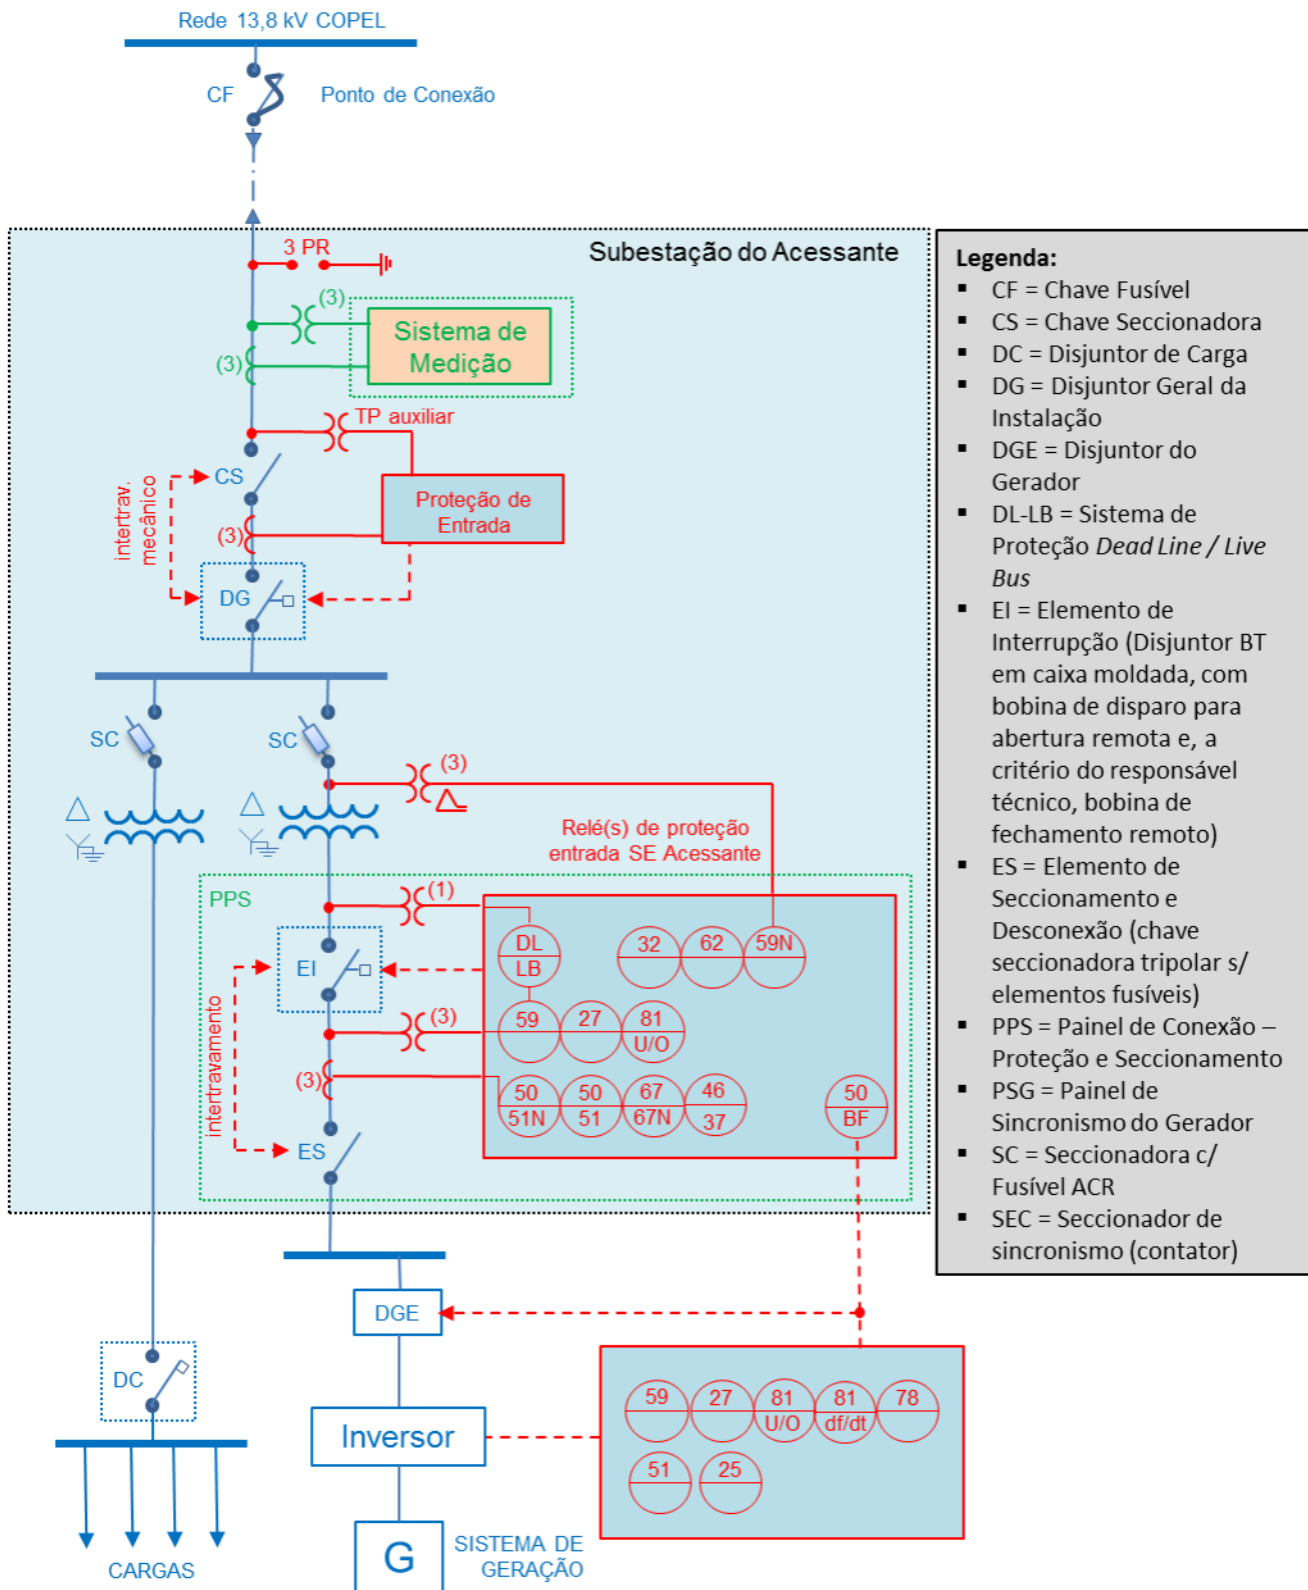 Rede 13,8 kV COPEL
CF
Ponto de Conexão
Subestação do Acessante
3 PR
(3)
Sistema de
Medição
(3)
TP auxiliar
CS
intertrav.
mecânico
Proteção de
Entrada
(3)
DG
SC
SC
(3)
Relé(s) de proteção
entrada SE Acessante
PPS
(1)
DL
LB
32
62
59N
EI
intertravamento
(3)
59
27
81
U/O
(3)
50
51N
50
51
67
67N
46
37
50
BF
ES
DGE
DC
Inversor
59
27
81
U/O
81
df/dt
78
51
25
G
SISTEMA DE
GERAÇÃO
CARGAS
Legenda:
▪ CF = Chave Fusível
▪ CS = Chave Seccionadora
▪ DC = Disjuntor de Carga
▪ DG = Disjuntor Geral da
Instalação
▪ DGE = Disjuntor do
Gerador
▪ DL-LB = Sistema de
Proteção Dead Line / Live
Bus
▪ EI = Elemento de
Interrupção (Disjuntor BT
em caixa moldada, com
bobina de disparo para
abertura remota e, a
critério do responsável
técnico, bobina de
fechamento remoto)
▪ ES = Elemento de
Seccionamento e
Desconexão (chave
seccionadora tripolar s/
elementos fusíveis)
▪ PPS = Painel de Conexão –
Proteção e Seccionamento
▪ PSG = Painel de
Sincronismo do Gerador
▪ SC = Seccionadora c/
Fusível ACR
▪ SEC = Seccionador de
sincronismo (contator)